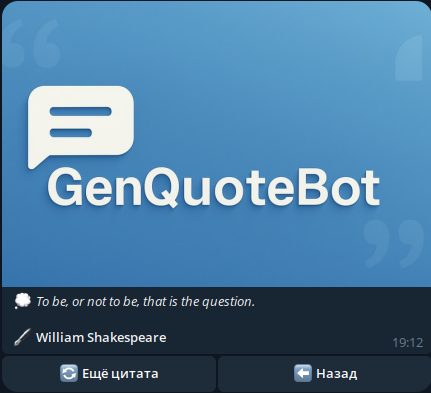 GenQuoteBot
To be, or not to be, that is the question.
William Shakespeare
19:12
Ещё цитата
Назад